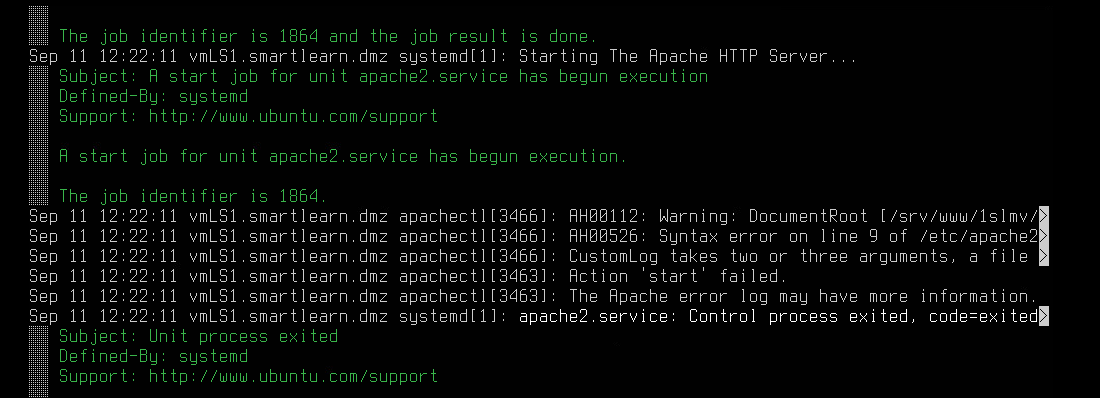 The job identifier is 1864 and the job result is done.
Sep 11 12:22:11 vmLS1.smartlearn.dmz systemd[1]: Starting The Apache HTTP Server...
Subject: A start job for unit apache2.service has begun execution
Defined-By: systemd
Support: http://www.ubuntu.com/support
A start job for unit apache2.service has begun execution.
The job identifier is 1864.
Sep 11 12:22:11 vmLS1.smartlearn.dmz apachectl[3466]: AH00112: Warning: DocumentRoot [/srv/www/1slmv/>
Sep 11 12:22:11 vmLS1.smartlearn.dmz apachectl[3466]: AH00526: Syntax error on line 9 of /etc/apache2>
Sep 11 12:22:11 vmLS1.smartlearn.dmz apachectl[3466]: CustomLog takes two or three arguments, a file >
Sep 11 12:22:11 vmLS1.smartlearn.dmz apachectl[3463]: Action 'start' failed.
Sep 11 12:22:11 vmLS1.smartlearn.dmz apachectl[3463]: The Apache error log may have more information.
Sep 11 12:22:11 vmLS1.smartlearn.dmz systemd[1]: apache2.service: Control process exited, code=exited>
Subject: Unit process exited
Defined-By: systemd
Support: http://www.ubuntu.com/support